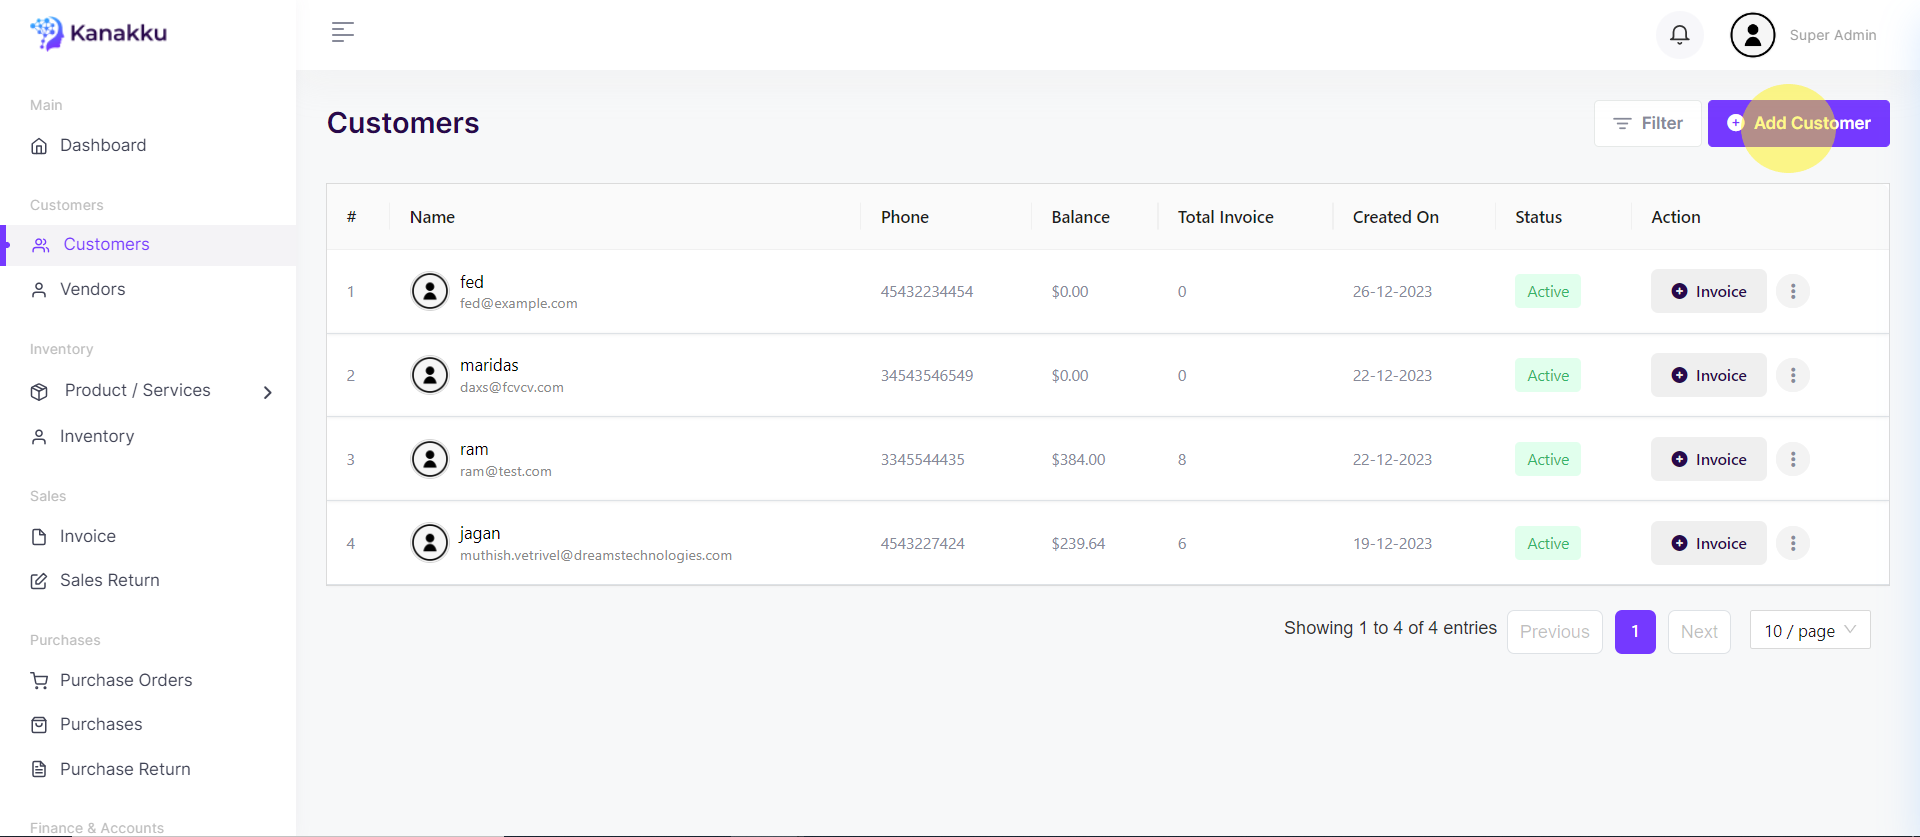 Kanakku
Super Admin
Main
Dashboard
Customers
Customers
Vendors
Inventory
Product / Services
Inventory
Sales
Invoice
Sales Return
Purchases
Purchase Orders
Purchases
Purchase Return
Finance & Accounts
Customers
Filter
Add Customer
# Name Phone Balance Total Invoice Created On Status Action
1 fed 45432234454 $0.00 0 26-12-2023 Active Invoice
fed@example.com
2 maridas 34543546549 $0.00 0 22-12-2023 Active Invoice
daxs@fcvcv.com
3 ram 3345544435 $384.00 8 22-12-2023 Active Invoice
ram@test.com
4 jagan 4543227424 $239.64 6 19-12-2023 Active Invoice
muthish.vetrivel@dreamstechnologies.com
Showing 1 to 4 of 4 entries Previous 1 Next 10 / page